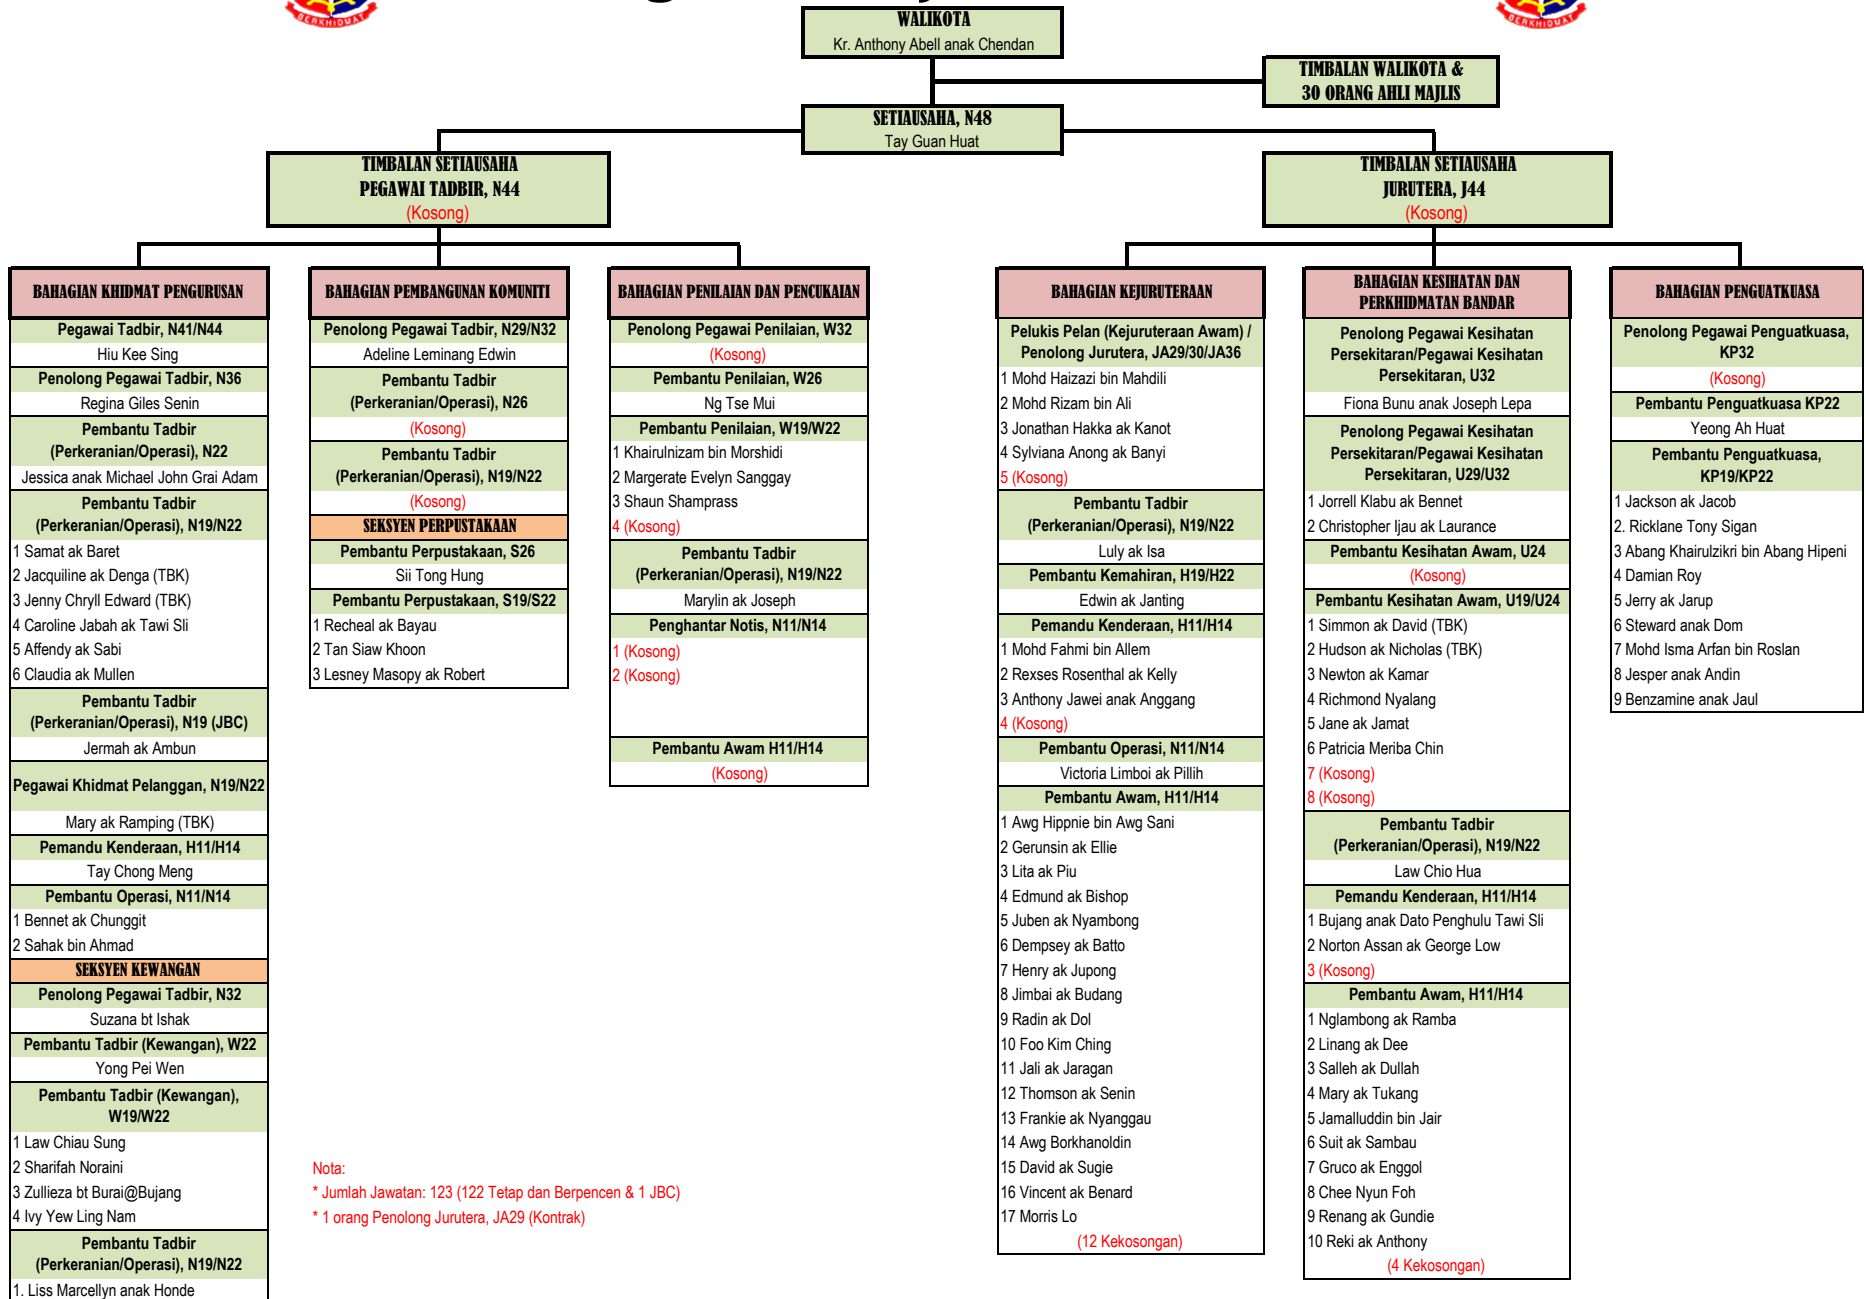 BERKHIDMAT
BERKHIDMAT
WALIKOTA
Kr. Anthony Abell anak Chendan
TIMBALAN WALIKOTA &
30 ORANG AHLI MAJLIS
SETIAUSAHA, N48
Tay Guan Huat
TIMBALAN SETIAUSAHA
PEGAWAI TADBIR, N44
(Kosong)
TIMBALAN SETIAUSAHA
JURUTERA, J44
(Kosong)
BAHAGIAN KHIDMAT PENGURUSAN
Pegawai Tadbir, N41/N44
Hiu Kee Sing
Penolong Pegawai Tadbir, N36
Regina Giles Senin
Pembantu Tadbir
(Perkeranian/Operasi), N22
Jessica anak Michael John Grai Adam
Pembantu Tadbir
(Perkeranian/Operasi), N19/N22
1 Samat ak Baret
2 Jacquiline ak Denga (TBK)
3 Jenny Chryll Edward (TBK)
4 Caroline Jabah ak Tawi Sli
5 Affendy ak Sabi
6 Claudia ak Mullen
Pembantu Tadbir
(Perkeranian/Operasi), N19 (JBC)
Jermah ak Ambun
Pegawai Khidmat Pelanggan, N19/N22
Mary ak Ramping (TBK)
Pemandu Kenderaan, H11/H14
Tay Chong Meng
Pembantu Operasi, N11/N14
1 Bennet ak Chunggit
2 Sahak bin Ahmad
SEKSYEN KEWANGAN
Penolong Pegawai Tadbir, N32
Suzana bt Ishak
Pembantu Tadbir (Kewangan), W22
Yong Pei Wen
Pembantu Tadbir (Kewangan),
W19/W22
1 Law Chiau Sung
2 Sharifah Noraini
3 Zullieza bt Burai@Bujang
4 Ivy Yew Ling Nam
Pembantu Tadbir
(Perkeranian/Operasi), N19/N22
1. Liss Marcellyn anak Honde
BAHAGIAN PEMBANGUNAN KOMUNITI
Penolong Pegawai Tadbir, N29/N32
Adeline Leminang Edwin
Pembantu Tadbir
(Perkeranian/Operasi), N26
(Kosong)
Pembantu Tadbir
(Perkeranian/Operasi), N19/N22
(Kosong)
SEKSYEN PERPUSTAKAAN
Pembantu Perpustakaan, S26
Sii Tong Hung
Pembantu Perpustakaan, S19/S22
1 Recheal ak Bayau
2 Tan Siaw Khoon
3 Lesney Masopy ak Robert
BAHAGIAN PENILAIAN DAN PENCUKAIAN
Penolong Pegawai Penilaian, W32
(Kosong)
Pembantu Penilaian, W26
Ng Tse Mui
Pembantu Penilaian, W19/W22
1 Khairulnizam bin Morshidi
2 Margerate Evelyn Sanggay
3 Shaun Shamprass
4 (Kosong)
Pembantu Tadbir
(Perkeranian/Operasi), N19/N22
Marylin ak Joseph
Penghantar Notis, N11/N14
1 (Kosong)
2 (Kosong)
Pembantu Awam H11/H14
(Kosong)
Nota:
* Jumlah Jawatan: 123 (122 Tetap dan Berpencen & 1 JBC)
* 1 orang Penolong Jurutera, JA29 (Kontrak)
BAHAGIAN KEJURUTERAAN
Pelukis Pelan (Kejuruteraan Awam) /
Penolong Jurutera, JA29/30/JA36
1 Mohd Haizazi bin Mahdili
2 Mohd Rizam bin Ali
3 Jonathan Hakka ak Kanot
4 Sylviana Anong ak Banyi
5 (Kosong)
Pembantu Tadbir
(Perkeranian/Operasi), N19/N22
Luly ak Isa
Pembantu Kemahiran, H19/H22
Edwin ak Janting
Pemandu Kenderaan, H11/H14
1 Mohd Fahmi bin Allem
2 Rexses Rosenthal ak Kelly
3 Anthony Jawei anak Anggang
4 (Kosong)
Pembantu Operasi, N11/N14
Victoria Limboi ak Pillih
Pembantu Awam, H11/H14
1 Awg Hippnie bin Awg Sani
2 Gerunsin ak Ellie
3 Lita ak Piu
4 Edmund ak Bishop
5 Juben ak Nyambong
6 Dempsey ak Batto
7 Henry ak Jupong
8 Jimbai ak Budang
9 Radin ak Dol
10 Foo Kim Ching
11 Jali ak Jaragan
12 Thomson ak Senin
13 Frankie ak Nyanggau
14 Awg Borkhanoldin
15 David ak Sugie
16 Vincent ak Benard
17 Morris Lo
(12 Kekosongan)
BAHAGIAN KESIHATAN DAN
PERKHIDMATAN BANDAR
Penolong Pegawai Kesihatan
Persekitaran/Pegawai Kesihatan
Persekitaran, U32
Fiona Bunu anak Joseph Lepa
Penolong Pegawai Kesihatan
Persekitaran/Pegawai Kesihatan
Persekitaran, U29/U32
1 Jorrell Klabu ak Bennet
2 Christopher Ijau ak Laurance
Pembantu Kesihatan Awam, U24
(Kosong)
Pembantu Kesihatan Awam, U19/U24
1 Simmon ak David (TBK)
2 Hudson ak Nicholas (TBK)
3 Newton ak Kamar
4 Richmond Nyalang
5 Jane ak Jamat
6 Patricia Meriba Chin
7 (Kosong)
8 (Kosong)
Pembantu Tadbir
(Perkeranian/Operasi), N19/N22
Law Chio Hua
Pemandu Kenderaan, H11/H14
1 Bujang anak Dato Penghulu Tawi Sli
2 Norton Assan ak George Low
3 (Kosong)
Pembantu Awam, H11/H14
1 Nglambong ak Ramba
2 Linang ak Dee
3 Salleh ak Dullah
4 Mary ak Tukang
5 Jamalluddin bin Jair
6 Suit ak Sambau
7 Gruco ak Enggol
8 Chee Nyun Foh
9 Renang ak Gundie
10 Reki ak Anthony
(4 Kekosongan)
BAHAGIAN PENGUATKUASA
Penolong Pegawai Penguatkuasa,
KP32
(Kosong)
Pembantu Penguatkuasa KP22
Yeong Ah Huat
Pembantu Penguatkuasa,
KP19/KP22
1 Jackson ak Jacob
2. Ricklane Tony Sigan
3 Abang Khairulzikri bin Abang Hipeni
4 Damian Roy
5 Jerry ak Jarup
6 Steward anak Dom
7 Mohd Isma Arfan bin Roslan
8 Jesper anak Andin
9 Benzamine anak Jaul